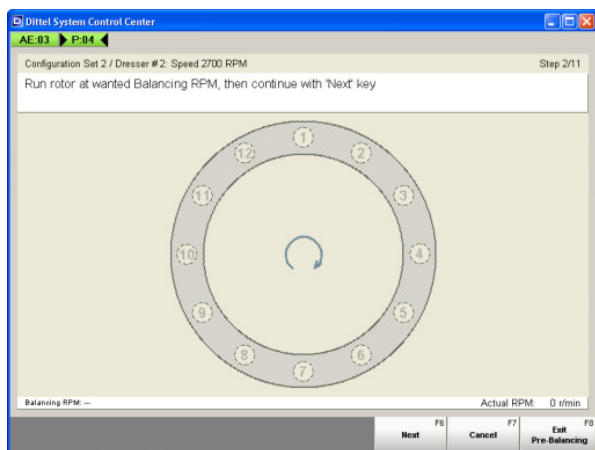 Dittel System Control Center
AE:03 P:04
Configuration Set 2 / Dresser #2: Speed 2700 RPM Step 2/11
Run rotor at wanted Balancing RPM, then continue with 'Next' key
1
2
3
4
5
6
7
8
9
10
11
12
Balancing RPM: --- Actual RPM: 0 r/min
F6 F7 F8
Next Cancel Exit
Pre-Balancing